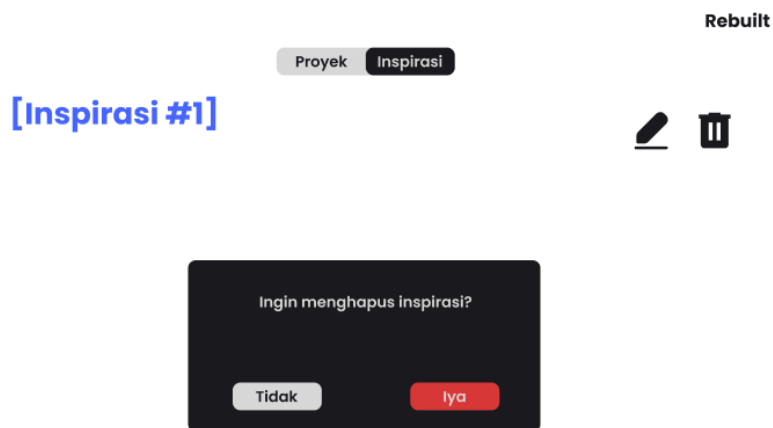 Rebuilt
Proyek Inspirasi
[Inspirasi #1]
Ingin menghapus inspirasi?
Tidak Iya